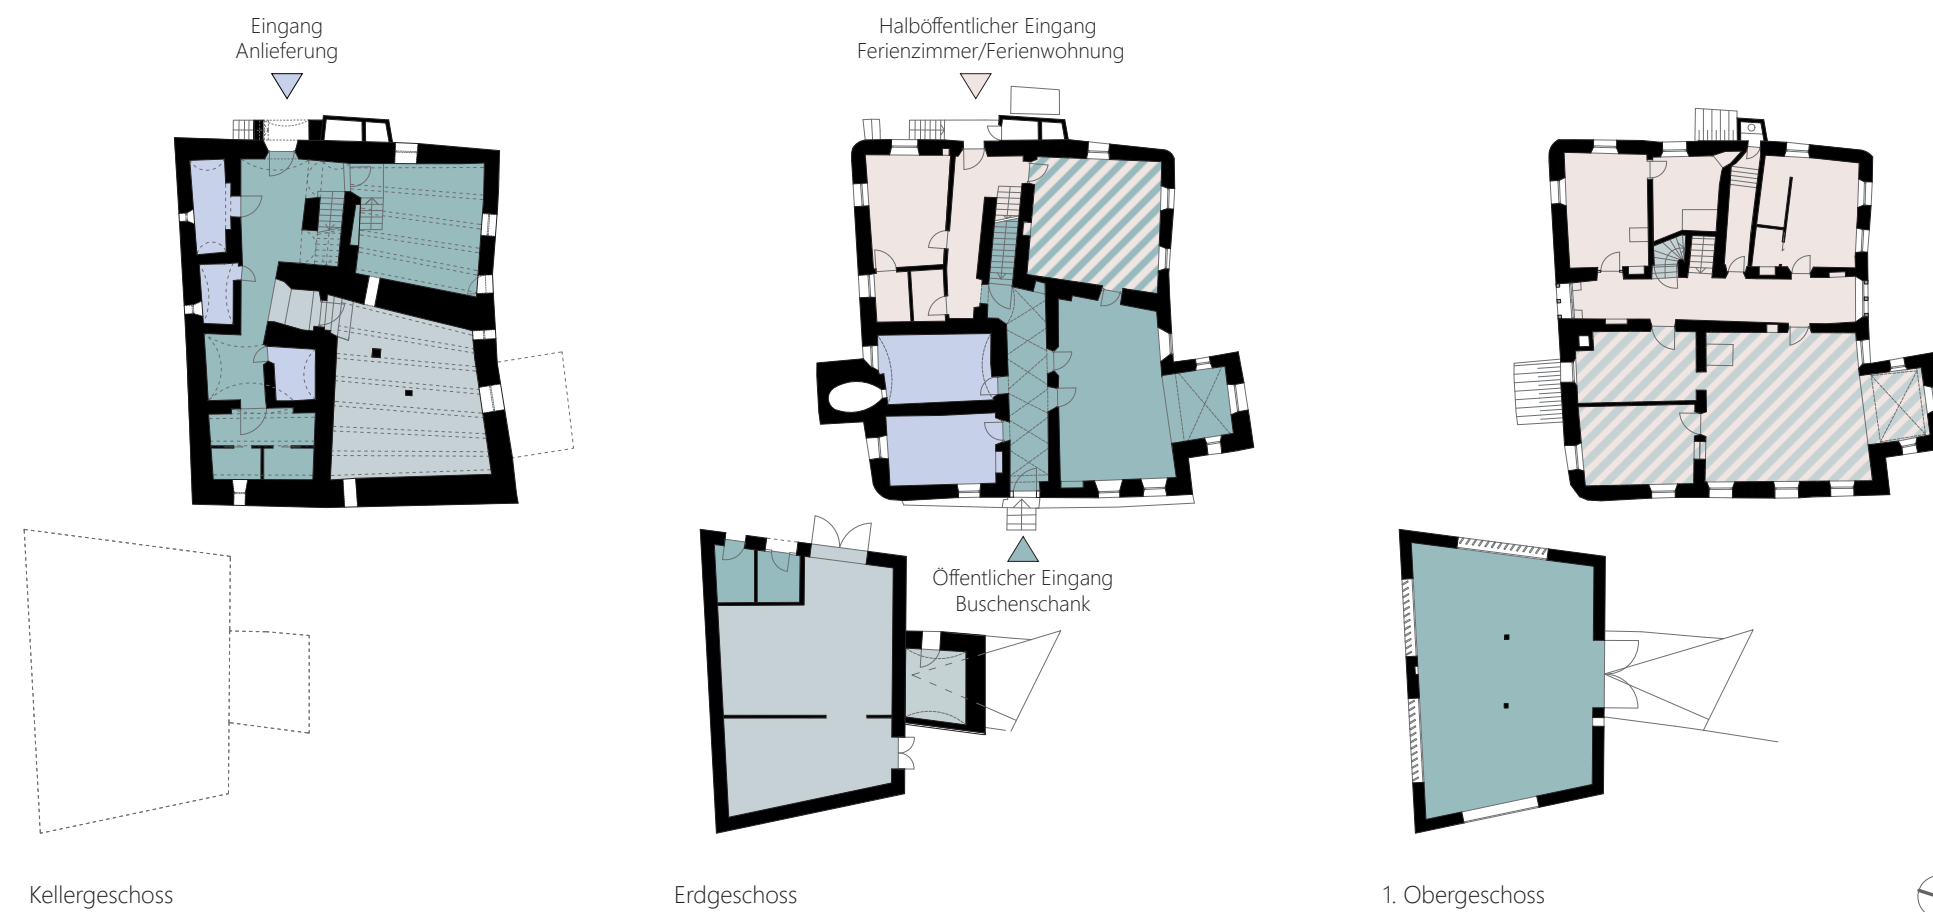 Eingang
Anlieferung
Halböffentlicher Eingang
Ferienzimmer/Ferienwohnung
Öffentlicher Eingang
Buschenschank
Kellergeschoss
Erdgeschoss
1. Obergeschoss